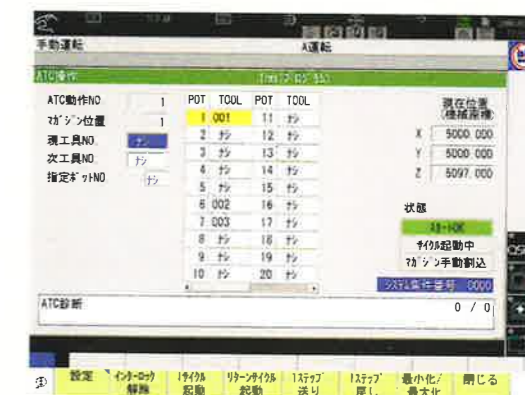 手動運転
A運転
ATC操作
ATC動作NO 1
マガジン位置 1
現工具NO ナシ
次工具NO ナシ
指定ポットNO ナシ
POT TOOL POT TOOL
1 001 11 ナシ
2 ナシ 12 ナシ
3 ナシ 13 ナシ
4 ナシ 14 ナシ
5 ナシ 15 ナシ
6 002 16 ナシ
7 003 17 ナシ
8 ナシ 18 ナシ
9 ナシ 19 ナシ
10 ナシ 20 ナシ
現在位置
(機械座標)
X 5000.000
Y 5000.000
Z 5097.000
状態
スタートOK
サイクル起動中
マガジン手動割込
システム条件番号 0000
ATC診断
0 / 0
設定
インターロック
解除
1サイクル
起動
リターンサイクル
起動
1ステップ
送り
1ステップ
戻し
最小化/
最大化
閉じる